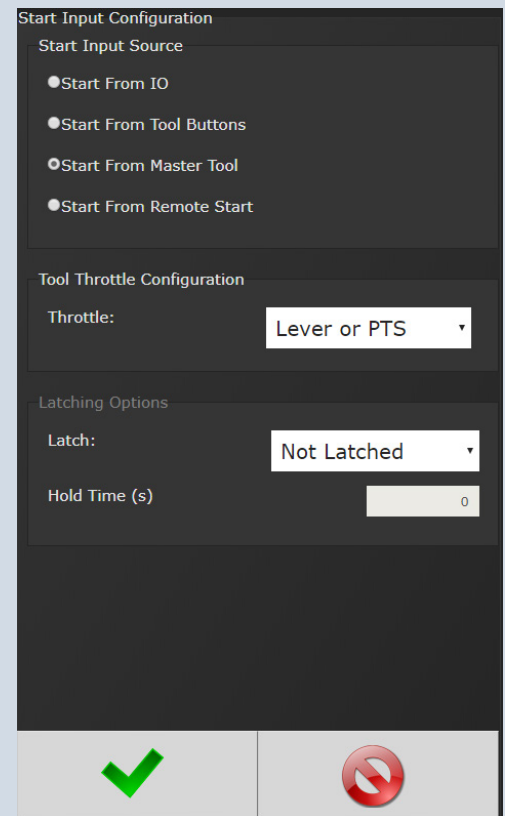 Start Input Configuration
Start Input Source
Start From IO
Start From Tool Buttons
Start From Master Tool
Start From Remote Start
Tool Throttle Configuration
Throttle: Lever or PTS
Latching Options
Latch: Not Latched
Hold Time (s) 0